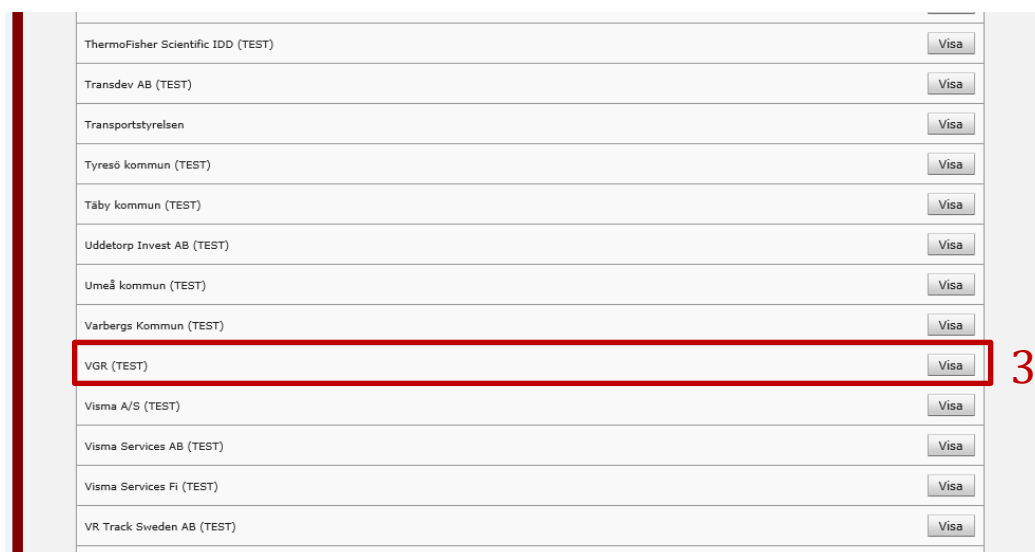 ThermoFisher Scientific IDD (TEST) Visa
Transdev AB (TEST) Visa
Transportstyrelsen Visa
Tyresö kommun (TEST) Visa
Täby kommun (TEST) Visa
Uddetorp Invest AB (TEST) Visa
Umeå kommun (TEST) Visa
Varbergs Kommun (TEST) Visa
VGR (TEST) Visa 3
Visma A/S (TEST) Visa
Visma Services AB (TEST) Visa
Visma Services Fi (TEST) Visa
VR Track Sweden AB (TEST) Visa